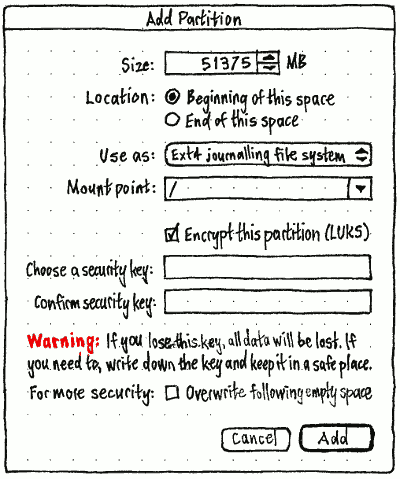 Add Partition
Size: 51375 MB
Location: Beginning of this space
End of this space
Use as: Ext4 journalling file system
Mount point: /
Encrypt this partition (LUKS)
Choose a security key:
Confirm security key:
Warning: If you lose this key, all data will be lost. If
you need to, write down the key and keep it in a safe place.
For more security: Overwrite following empty space
Cancel Add